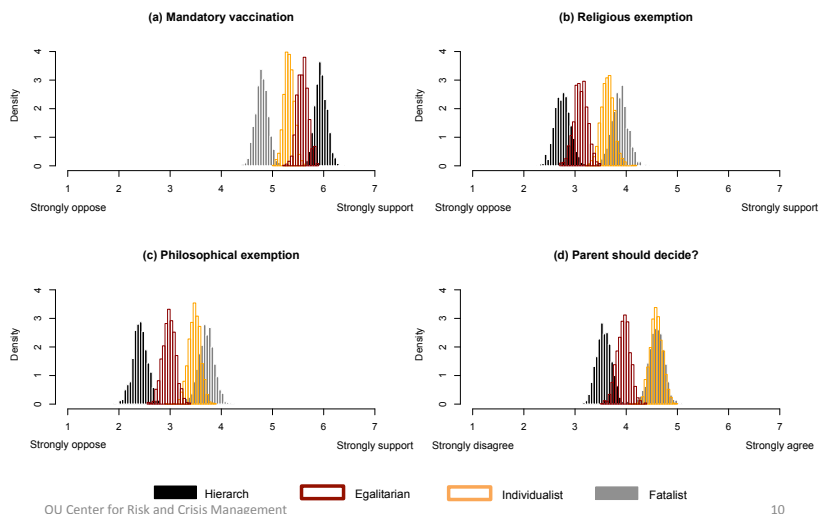 (a) Mandatory vaccination
Density
0 1 2 3 4
1 2 3 4 5 6 7
Strongly oppose Strongly support
(b) Religious exemption
Density
0 1 2 3 4
1 2 3 4 5 6 7
Strongly oppose Strongly support
(c) Philosophical exemption
Density
0 1 2 3 4
1 2 3 4 5 6 7
Strongly oppose Strongly support
(d) Parent should decide?
Density
0 1 2 3 4
1 2 3 4 5 6 7
Strongly disagree Strongly agree
Hierarch Egalitarian Individualist Fatalist
OU Center for Risk and Crisis Management 10